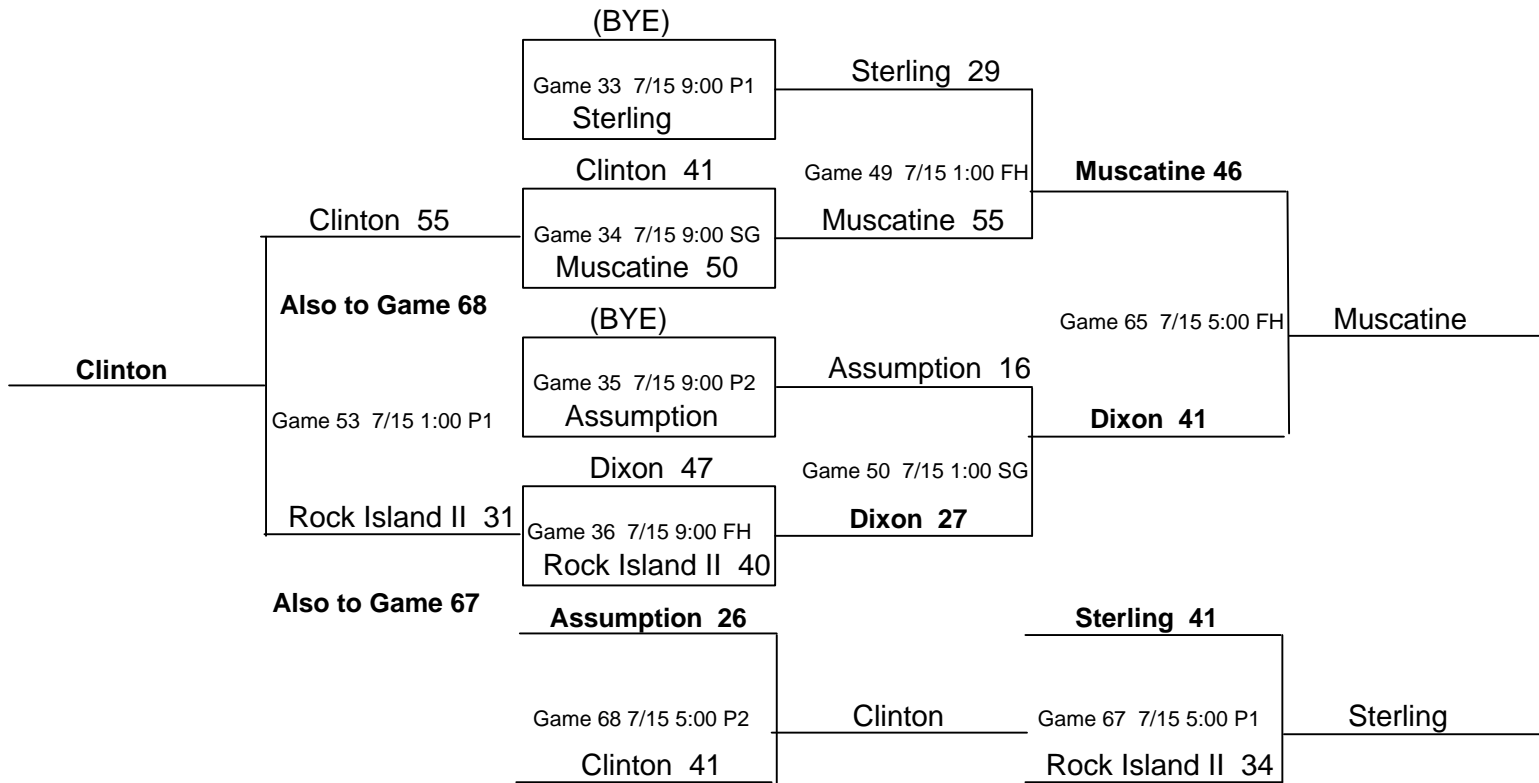 (BYE)
Game 33 7/15 9:00 P1
Sterling 29
Sterling
Clinton 41
Game 49 7/15 1:00 FH
Muscatine 46
Clinton 55
Game 34 7/15 9:00 SG
Muscatine 55
Muscatine 50
Also to Game 68
(BYE)
Game 65 7/15 5:00 FH
Muscatine
Clinton
Game 35 7/15 9:00 P2
Assumption 16
Game 53 7/15 1:00 P1
Assumption
Dixon 41
Dixon 47
Game 50 7/15 1:00 SG
Rock Island II 31
Game 36 7/15 9:00 FH
Dixon 27
Rock Island II 40
Also to Game 67
Assumption 26
Sterling 41
Game 68 7/15 5:00 P2
Clinton
Game 67 7/15 5:00 P1
Sterling
Clinton 41
Rock Island II 34